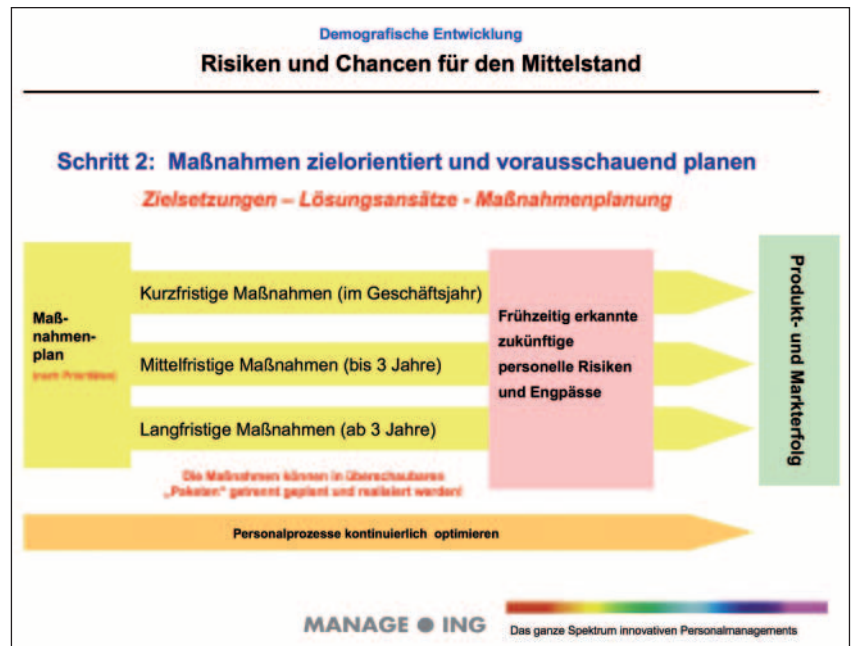 Demografische Entwicklung
Risiken und Chancen für den Mittelstand
Schritt 2: Maßnahmen zielorientiert und vorausschauend planen
Zielsetzungen – Lösungsansätze - Maßnahmenplanung
Maß-
nahmen-
plan
(nach Prioritäten)
Kurzfristige Maßnahmen (im Geschäftsjahr)
Mittelfristige Maßnahmen (bis 3 Jahre)
Langfristige Maßnahmen (ab 3 Jahre)
Frühzeitig erkannte
zukünftige
personelle Risiken
und Engpässe
Produkt- und Markterfolg
Die Maßnahmen können in überschaubaren
„Paketen“ getrennt geplant und realisiert werden!
Personalprozesse kontinuierlich optimieren
MANAGE ● ING
Das ganze Spektrum innovativen Personalmanagements